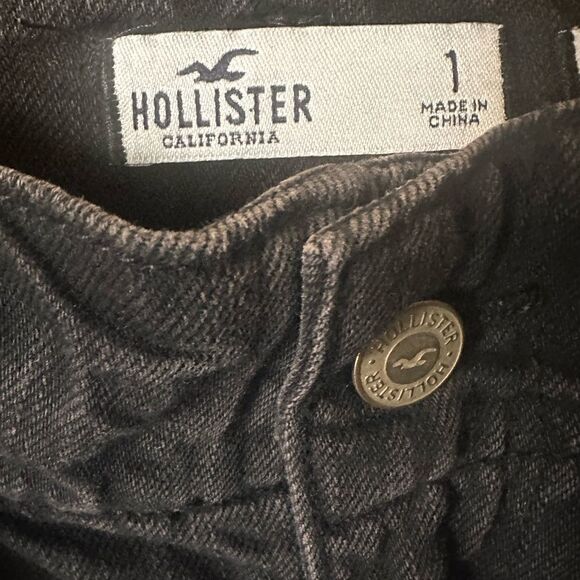 HOLLISTER
CALIFORNIA
1
MADE IN
CHINA
HOLLISTER · HOLLISTER ·